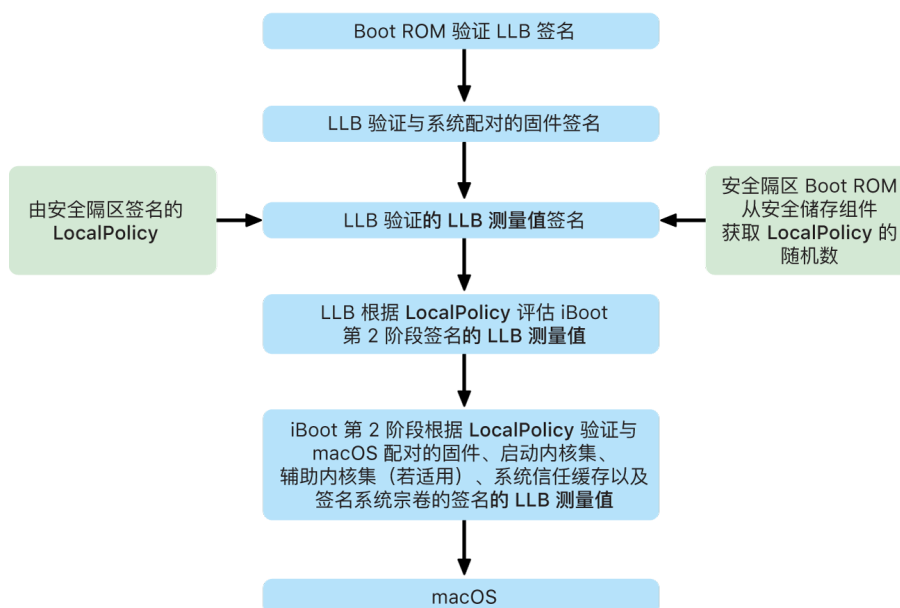 Boot ROM 验证 LLB 签名
LLB 验证与系统配对的固件签名
由安全隔区签名的
LocalPolicy
LLB 验证的 LLB 测量值签名
安全隔区 Boot ROM
从安全储存组件
获取 LocalPolicy 的
随机数
LLB 根据 LocalPolicy 评估 iBoot
第 2 阶段签名的 LLB 测量值
iBoot 第 2 阶段根据 LocalPolicy 验证与
macOS 配对的固件、启动内核集、
辅助内核集（若适用）、系统信任缓存以及
签名系统宗卷的签名的 LLB 测量值
macOS